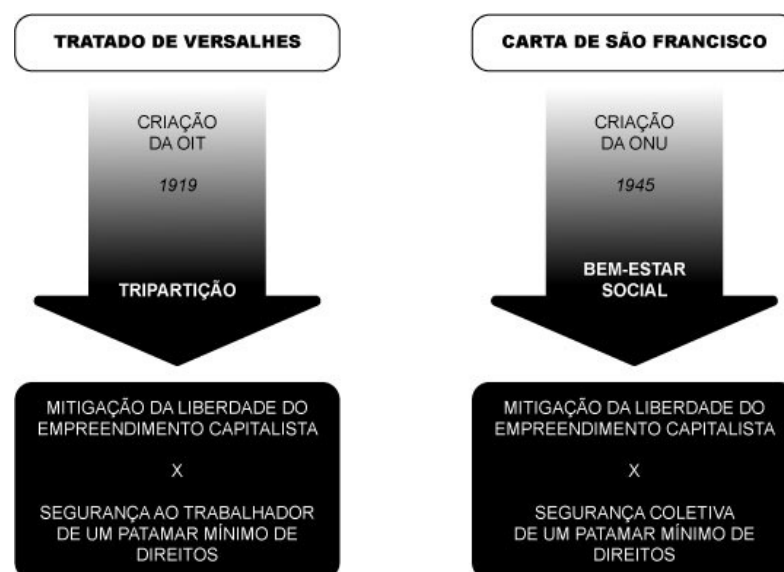 TRATADO DE VERSALHES
CRIAÇÃO
DA OIT
1919
TRIPARTIÇÃO
MITIGAÇÃO DA LIBERDADE DO
EMPREENDIMENTO CAPITALISTA
X
SEGURANÇA AO TRABALHADOR
DE UM PATAMAR MÍNIMO DE
DIREITOS
CARTA DE SÃO FRANCISCO
CRIAÇÃO
DA ONU
1945
BEM-ESTAR
SOCIAL
MITIGAÇÃO DA LIBERDADE DO
EMPREENDIMENTO CAPITALISTA
X
SEGURANÇA COLETIVA
DE UM PATAMAR MÍNIMO DE
DIREITOS